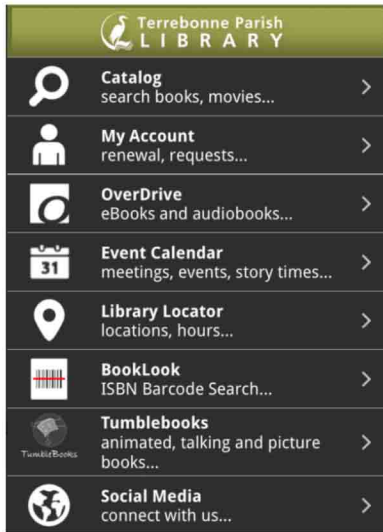 Terrebonne Parish
LIBRARY
Catalog
search books, movies...
My Account
renewal, requests...
OverDrive
eBooks and audiobooks...
Event Calendar
31
meetings, events, story times...
Library Locator
locations, hours...
BookLook
ISBN Barcode Search...
Tumblebooks
animated, talking and picture
books...
TumbleBooks
Social Media
connect with us...